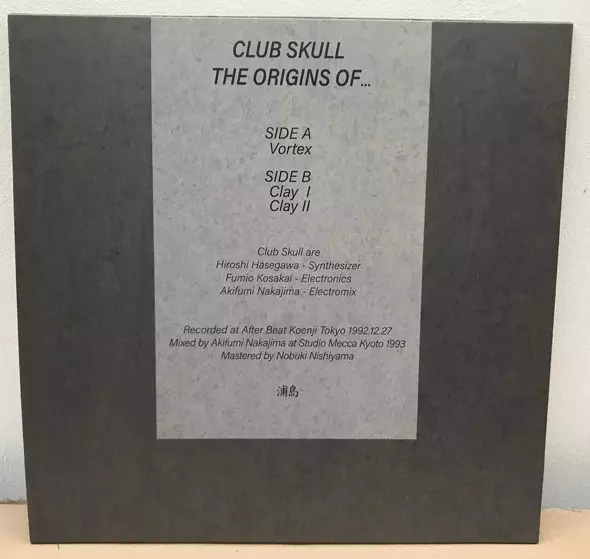 CLUB SKULL
THE ORIGINS OF...
SIDE A
Vortex
SIDE B
Clay I
Clay II
Club Skull are
Hiroshi Hasegawa - Synthesizer
Fumio Kosakai - Electronics
Akifumi Nakajima - Electromix
Recorded at After Beat Koenji Tokyo 1992.12.27
Mixed by Akifumi Nakajima at Studio Mecca Kyoto 1993
Mastered by Nobuki Nishiyama
浦島